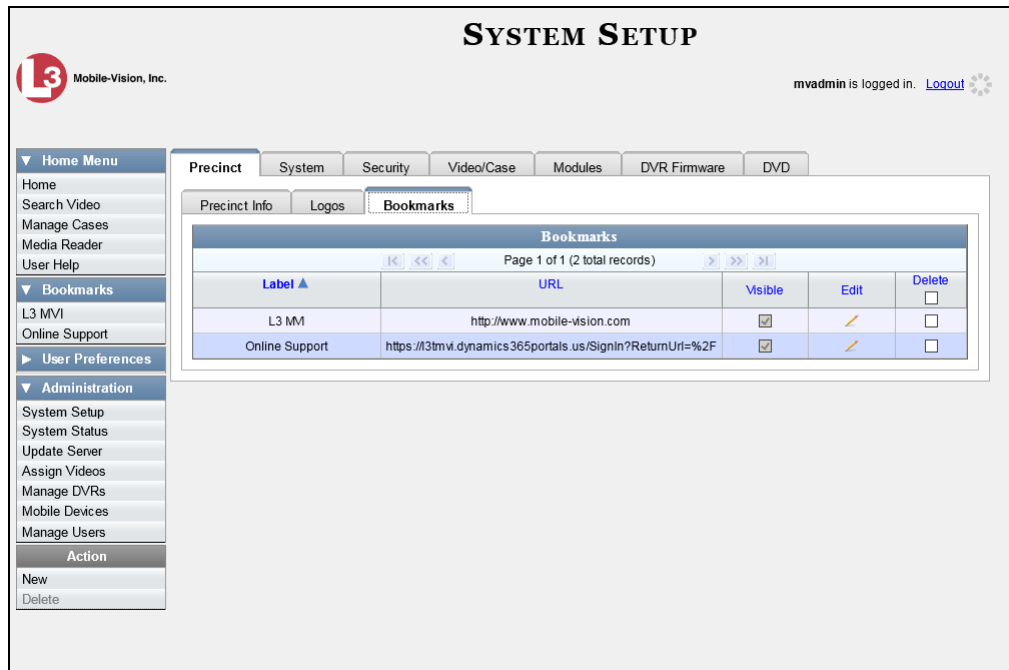 SYSTEM SETUP
L3 Mobile-Vision, Inc.
mvadmin is logged in. Logout
▼ Home Menu
Home
Search Video
Manage Cases
Media Reader
User Help
▼ Bookmarks
L3 MVI
Online Support
▶ User Preferences
▼ Administration
System Setup
System Status
Update Server
Assign Videos
Manage DVRs
Mobile Devices
Manage Users
Action
New
Delete
Precinct System Security Video/Case Modules DVR Firmware DVD
Precinct Info Logos Bookmarks
Bookmarks
|< << < Page 1 of 1 (2 total records) > >> >|
Label ▲ URL Visible Edit Delete
L3 MVI http://www.mobile-vision.com
Online Support https://l3tmvi.dynamics365portals.us/SignIn?ReturnUrl=%2F